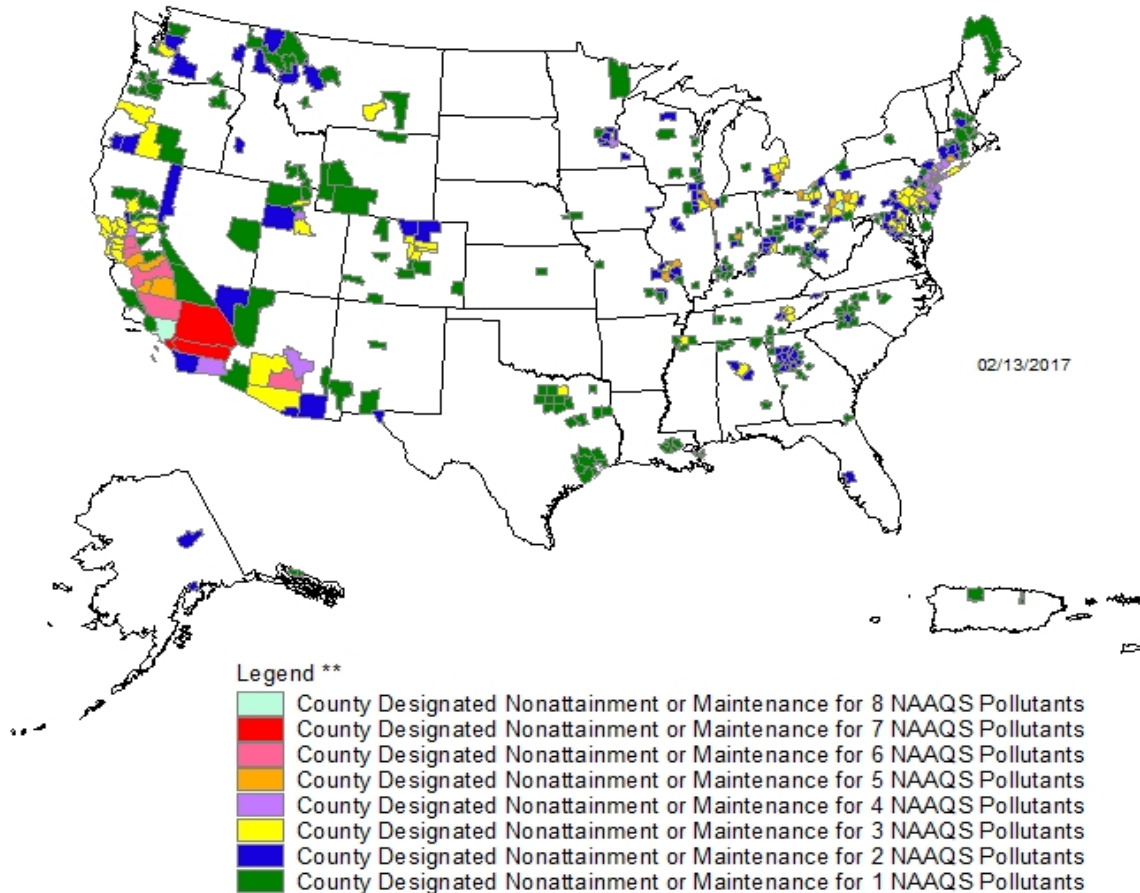 02/13/2017
Legend **
County Designated Nonattainment or Maintenance for 8 NAAQS Pollutants
County Designated Nonattainment or Maintenance for 7 NAAQS Pollutants
County Designated Nonattainment or Maintenance for 6 NAAQS Pollutants
County Designated Nonattainment or Maintenance for 5 NAAQS Pollutants
County Designated Nonattainment or Maintenance for 4 NAAQS Pollutants
County Designated Nonattainment or Maintenance for 3 NAAQS Pollutants
County Designated Nonattainment or Maintenance for 2 NAAQS Pollutants
County Designated Nonattainment or Maintenance for 1 NAAQS Pollutants